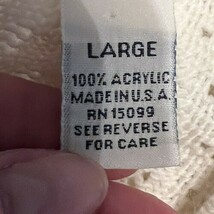 LARGE
100% ACRYLIC
MADE IN U.S.A.
RN 15099
SEE REVERSE
FOR CARE